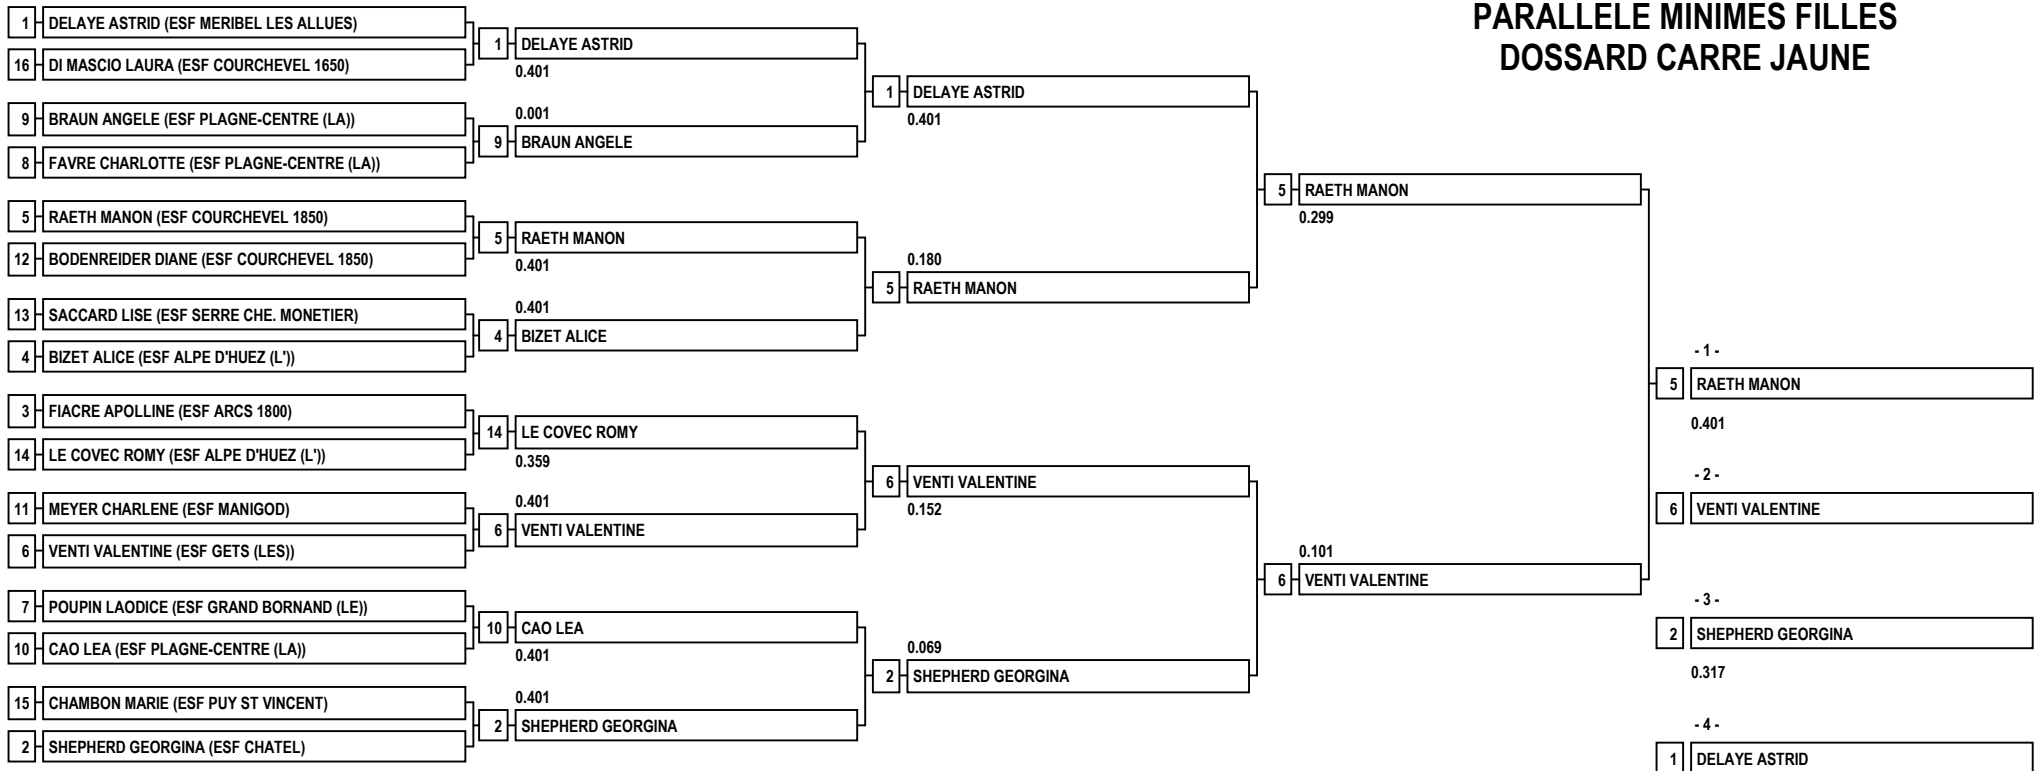 PARALLELE MINIMES FILLES
DOSSARD CARRE JAUNE
1 DELAYE ASTRID (ESF MERIBEL LES ALLUES)
16 DI MASCIO LAURA (ESF COURCHEVEL 1650)
9 BRAUN ANGELE (ESF PLAGNE-CENTRE (LA))
8 FAVRE CHARLOTTE (ESF PLAGNE-CENTRE (LA))
5 RAETH MANON (ESF COURCHEVEL 1850)
12 BODENREIDER DIANE (ESF COURCHEVEL 1850)
13 SACCARD LISE (ESF SERRE CHE. MONETIER)
4 BIZET ALICE (ESF ALPE D'HUEZ (L'))
3 FIACRE APOLLINE (ESF ARCS 1800)
14 LE COVEC ROMY (ESF ALPE D'HUEZ (L'))
11 MEYER CHARLENE (ESF MANIGOD)
6 VENTI VALENTINE (ESF GETS (LES))
7 POUPIN LAODICE (ESF GRAND BORNAND (LE))
10 CAO LEA (ESF PLAGNE-CENTRE (LA))
15 CHAMBON MARIE (ESF PUY ST VINCENT)
2 SHEPHERD GEORGINA (ESF CHATEL)
1 DELAYE ASTRID
0.401
0.001
9 BRAUN ANGELE
5 RAETH MANON
0.401
0.401
4 BIZET ALICE
14 LE COVEC ROMY
0.359
0.401
6 VENTI VALENTINE
10 CAO LEA
0.401
0.401
2 SHEPHERD GEORGINA
1 DELAYE ASTRID
0.401
0.180
5 RAETH MANON
6 VENTI VALENTINE
0.152
0.069
2 SHEPHERD GEORGINA
5 RAETH MANON
0.299
0.101
6 VENTI VALENTINE
- 1 -
5 RAETH MANON
0.401
- 2 -
6 VENTI VALENTINE
- 3 -
2 SHEPHERD GEORGINA
0.317
- 4 -
1 DELAYE ASTRID